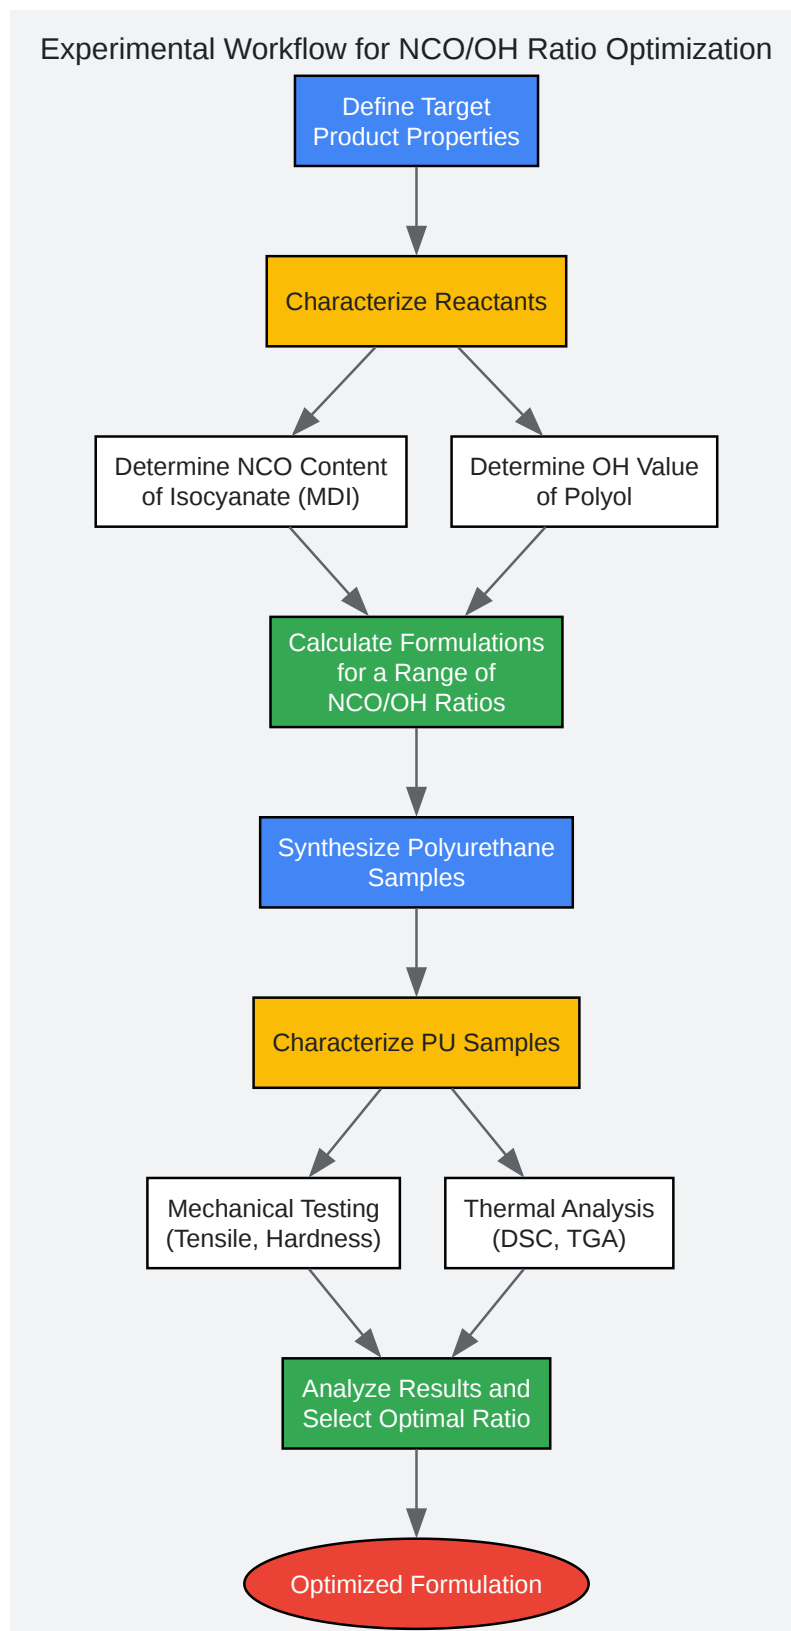 Experimental Workflow for NCO/OH Ratio Optimization
Define Target
Product Properties
Characterize Reactants
Determine NCO Content
of Isocyanate (MDI)
Determine OH Value
of Polyol
Calculate Formulations
for a Range of
NCO/OH Ratios
Synthesize Polyurethane
Samples
Characterize PU Samples
Mechanical Testing
(Tensile, Hardness)
Thermal Analysis
(DSC, TGA)
Analyze Results and
Select Optimal Ratio
Optimized Formulation